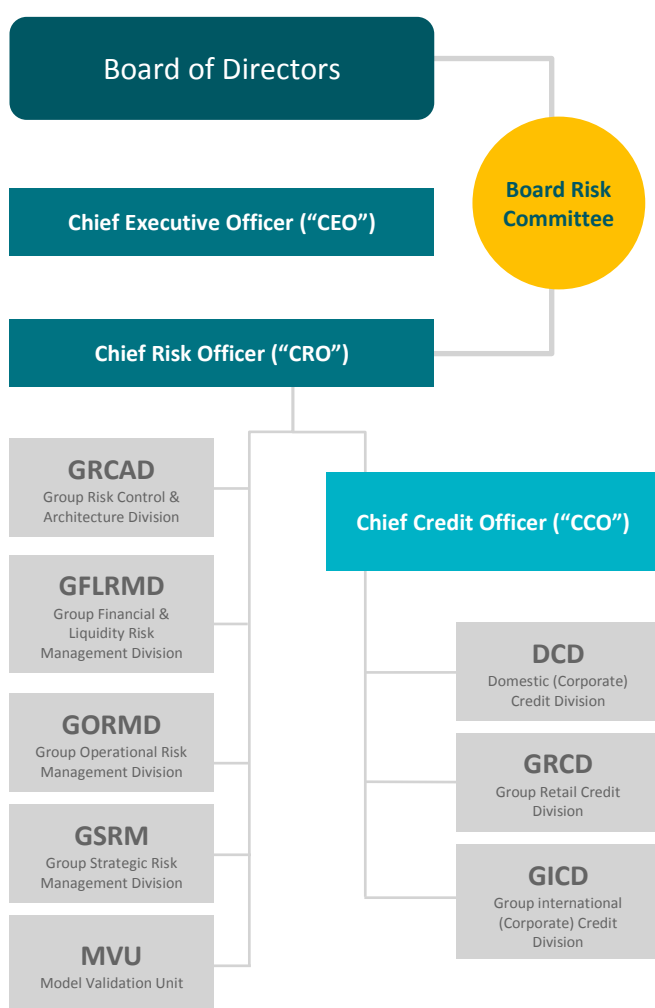 Board of Directors
Board Risk
Committee
Chief Executive Officer (“CEO”)
Chief Risk Officer (“CRO”)
GRCAD
Group Risk Control &
Architecture Division
GFLRMD
Group Financial &
Liquidity Risk
Management Division
GORMD
Group Operational Risk
Management Division
GSRM
Group Strategic Risk
Management Division
MVU
Model Validation Unit
Chief Credit Officer (“CCO”)
DCD
Domestic (Corporate)
Credit Division
GRCD
Group Retail Credit
Division
GICD
Group international
(Corporate) Credit
Division